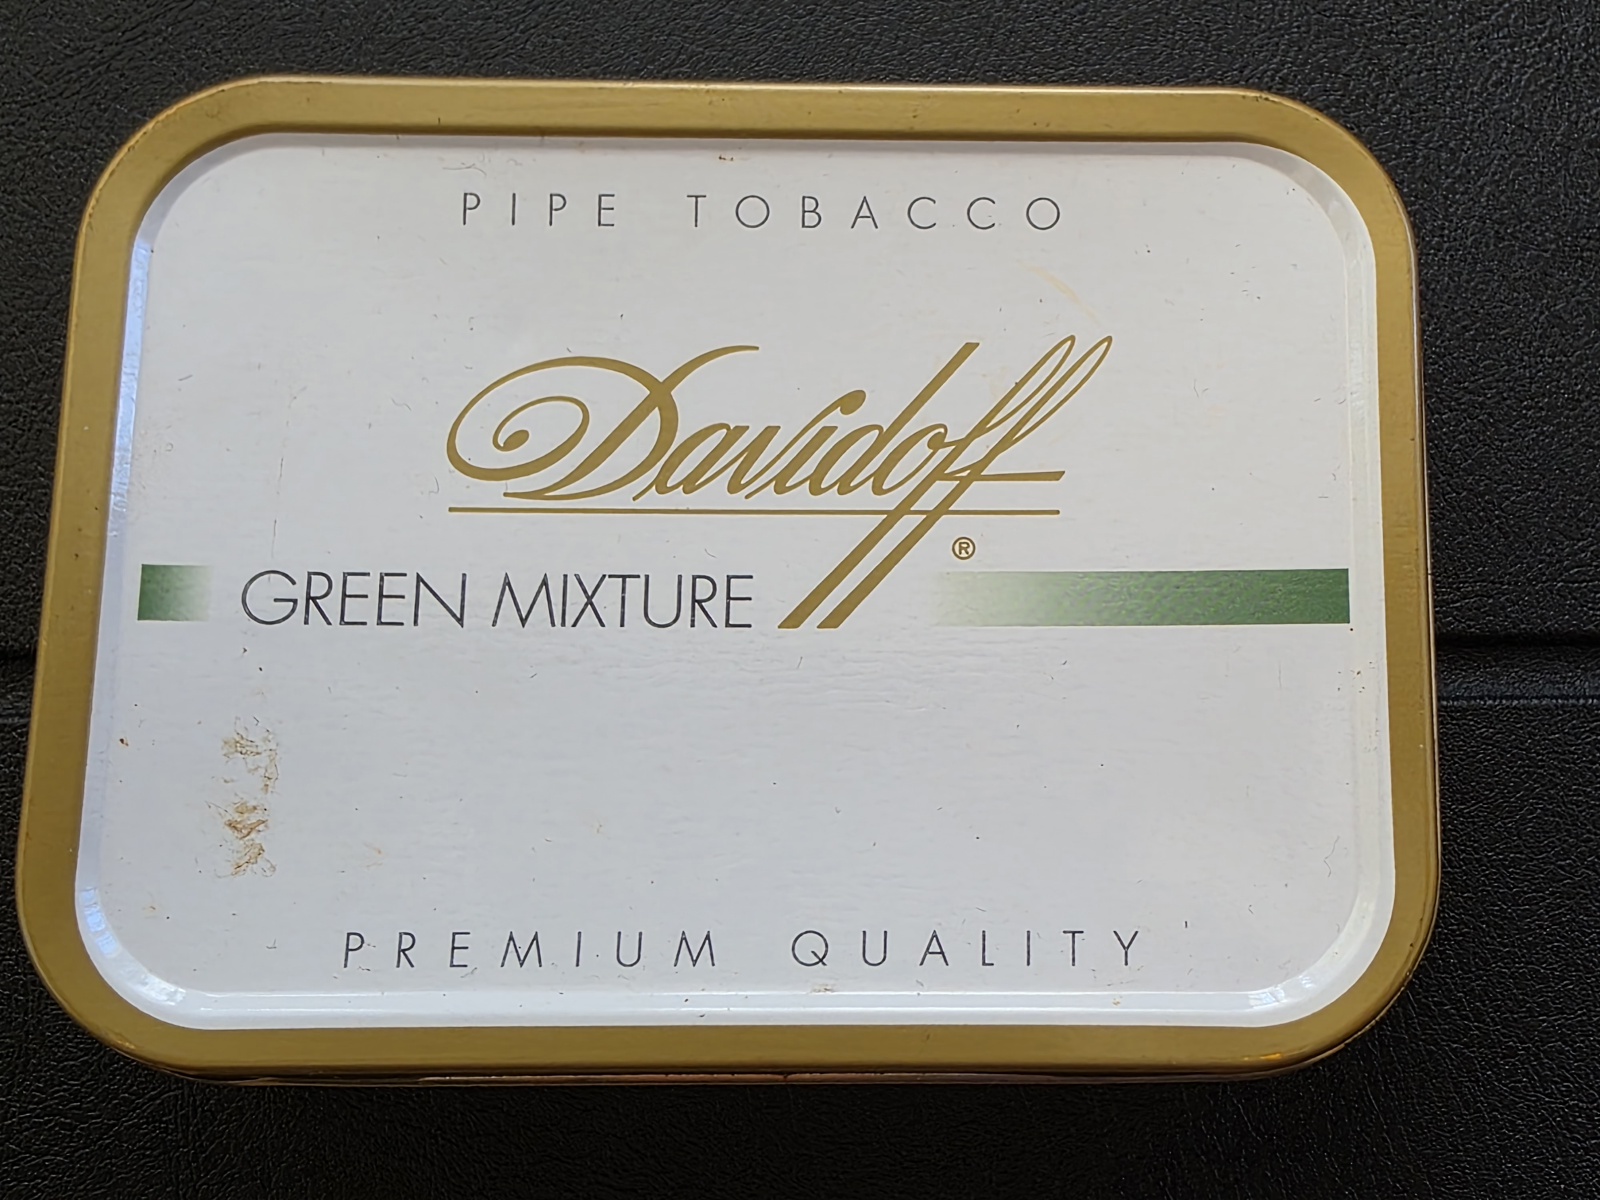 PIPE TOBACCO
Davidoff
®
GREEN MIXTURE
PREMIUM QUALITY